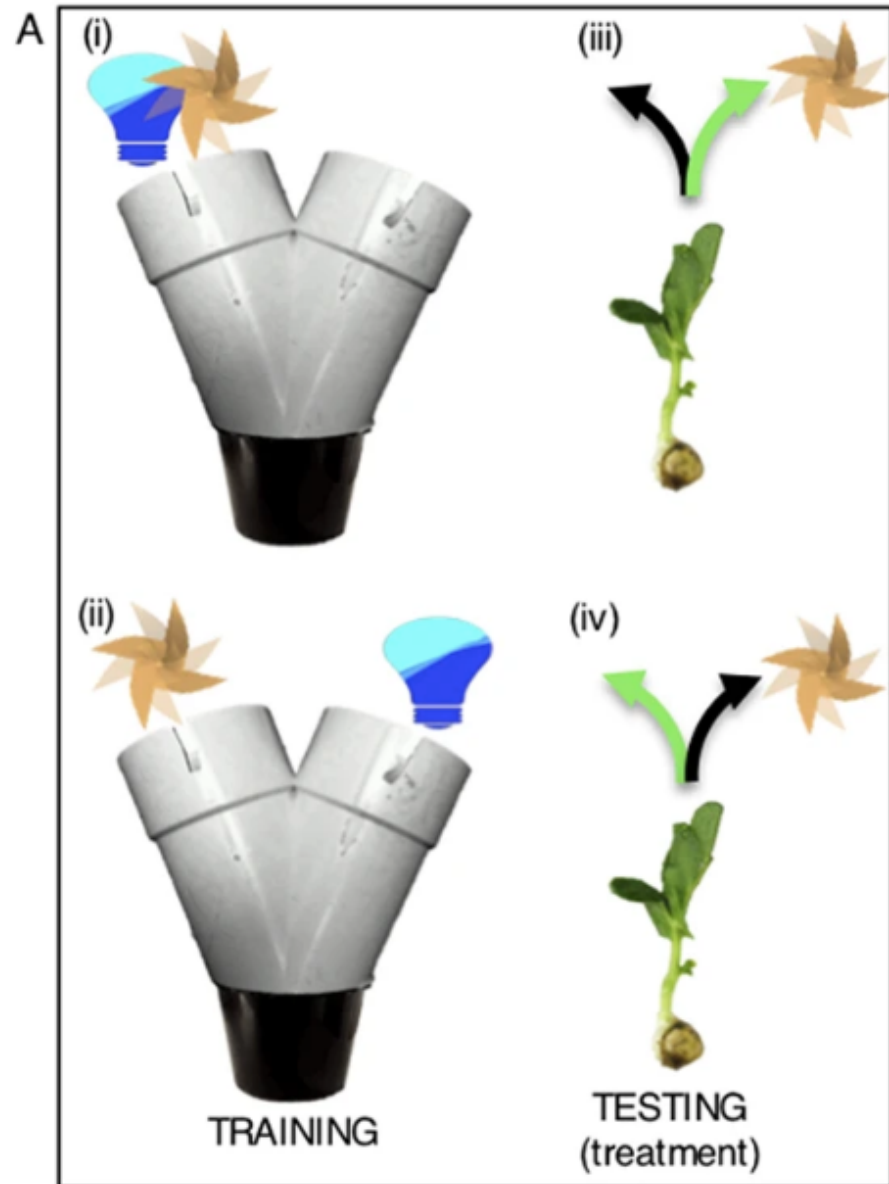 A
(i)
(iii)
(ii)
(iv)
TRAINING
TESTING
(treatment)